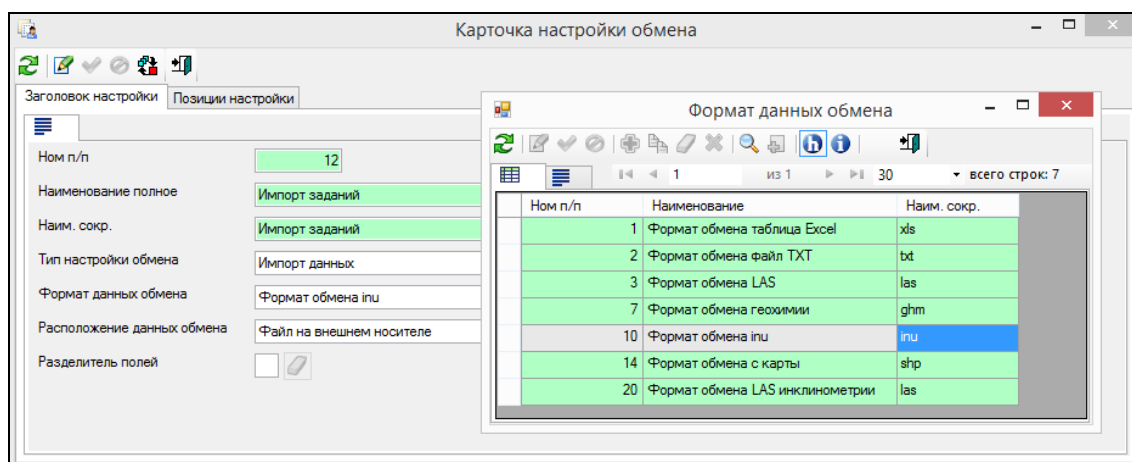 Карточка настройки обмена
Заголовок настройки Позиции настройки
Ном п/п 12
Наименование полное Импорт заданий
Наим. сокр. Импорт заданий
Тип настройки обмена Импорт данных
Формат данных обмена Формат обмена inu
Расположение данных обмена Файл на внешнем носителе
Разделитель полей
Формат данных обмена
1 из 1 30 всего строк: 7
Ном п/п Наименование Наим. сокр.
1 Формат обмена таблица Excel xls
2 Формат обмена файл TXT txt
3 Формат обмена LAS las
7 Формат обмена геохимии ghm
10 Формат обмена inu inu
14 Формат обмена с карты shp
20 Формат обмена LAS инклинометрии las